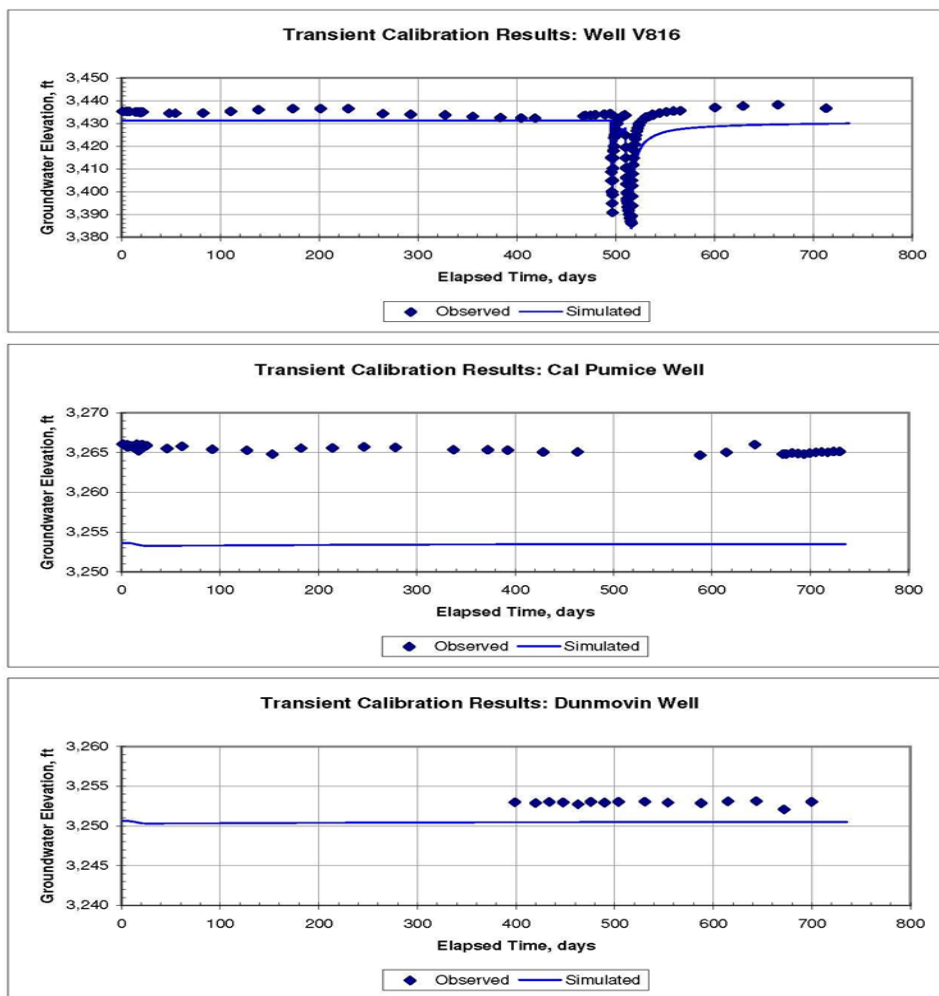 Transient Calibration Results: Well V816
Groundwater Elevation, ft
3,450
3,440
3,430
3,420
3,410
3,400
3,390
3,380
0 100 200 300 400 500 600 700 800
Elapsed Time, days
Observed Simulated
Transient Calibration Results: Cal Pumice Well
Groundwater Elevation, ft
3,270
3,265
3,260
3,255
3,250
0 100 200 300 400 500 600 700 800
Elapsed Time, days
Observed Simulated
Transient Calibration Results: Dunmovin Well
Groundwater Elevation, ft
3,260
3,255
3,250
3,245
3,240
0 100 200 300 400 500 600 700 800
Elapsed Time, days
Observed Simulated